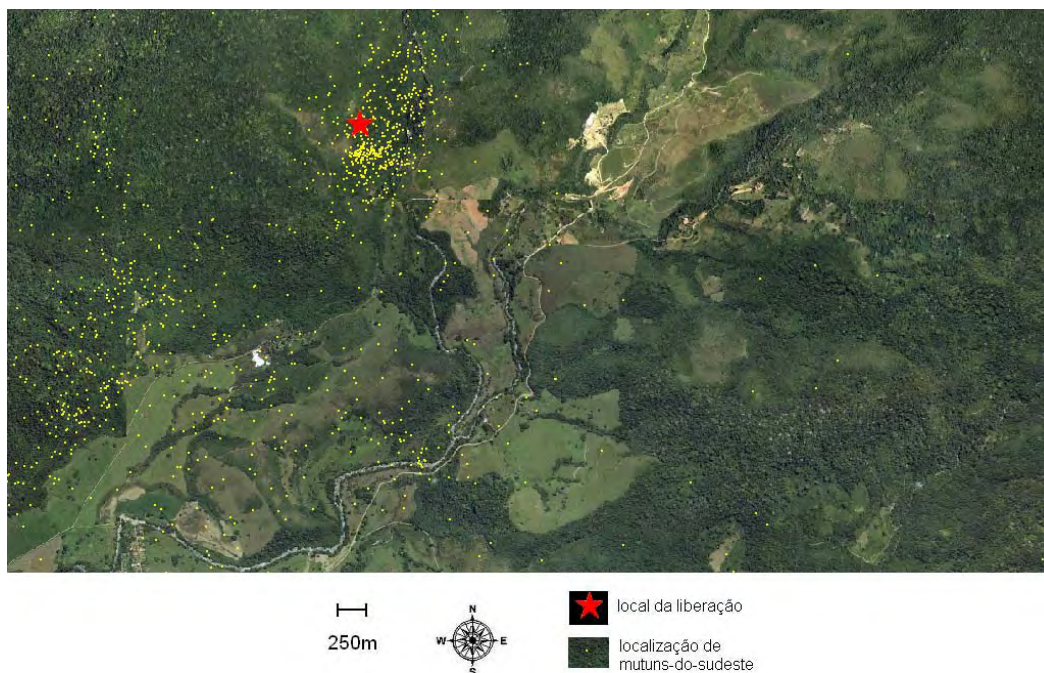 250m
N
W
E
S
local da liberação
localização de
mutuns-do-sudeste